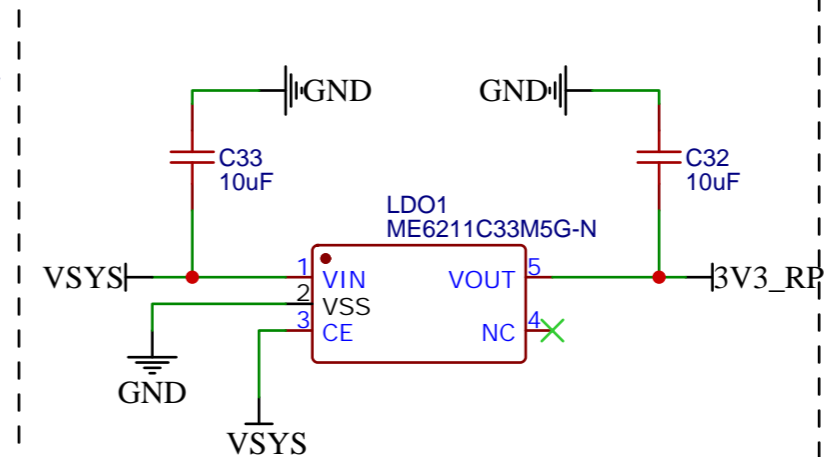 GND
GND
C33
10uF
C32
10uF
LDO1
ME6211C33M5G-N
VSYS
1
VIN
VOUT
5
3V3_RP
2
VSS
3
CE
NC
4
GND
VSYS